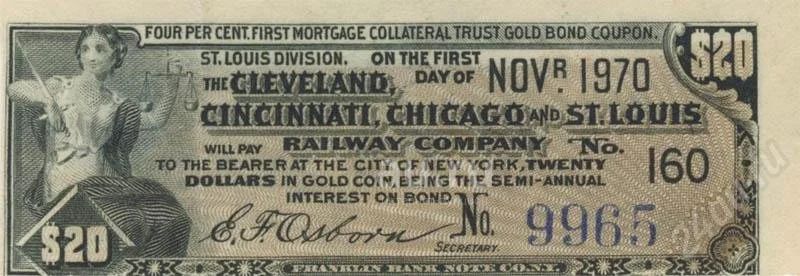 FOUR PER CENT. FIRST MORTGAGE COLLATERAL TRUST GOLD BOND COUPON.
$20
ST. LOUIS DIVISION. ON THE FIRST
THE CLEVELAND, DAY OF NOVR. 1970
CINCINNATI, CHICAGO AND ST. LOUIS
WILL PAY RAILWAY COMPANY No.
TO THE BEARER AT THE CITY OF NEW YORK, TWENTY 160
DOLLARS IN GOLD COIN, BEING THE SEMI-ANNUAL
INTEREST ON BOND No. 9965
E. F. Osborn
SECRETARY.
$20
FRANKLIN BANK NOTE CO. N.Y.